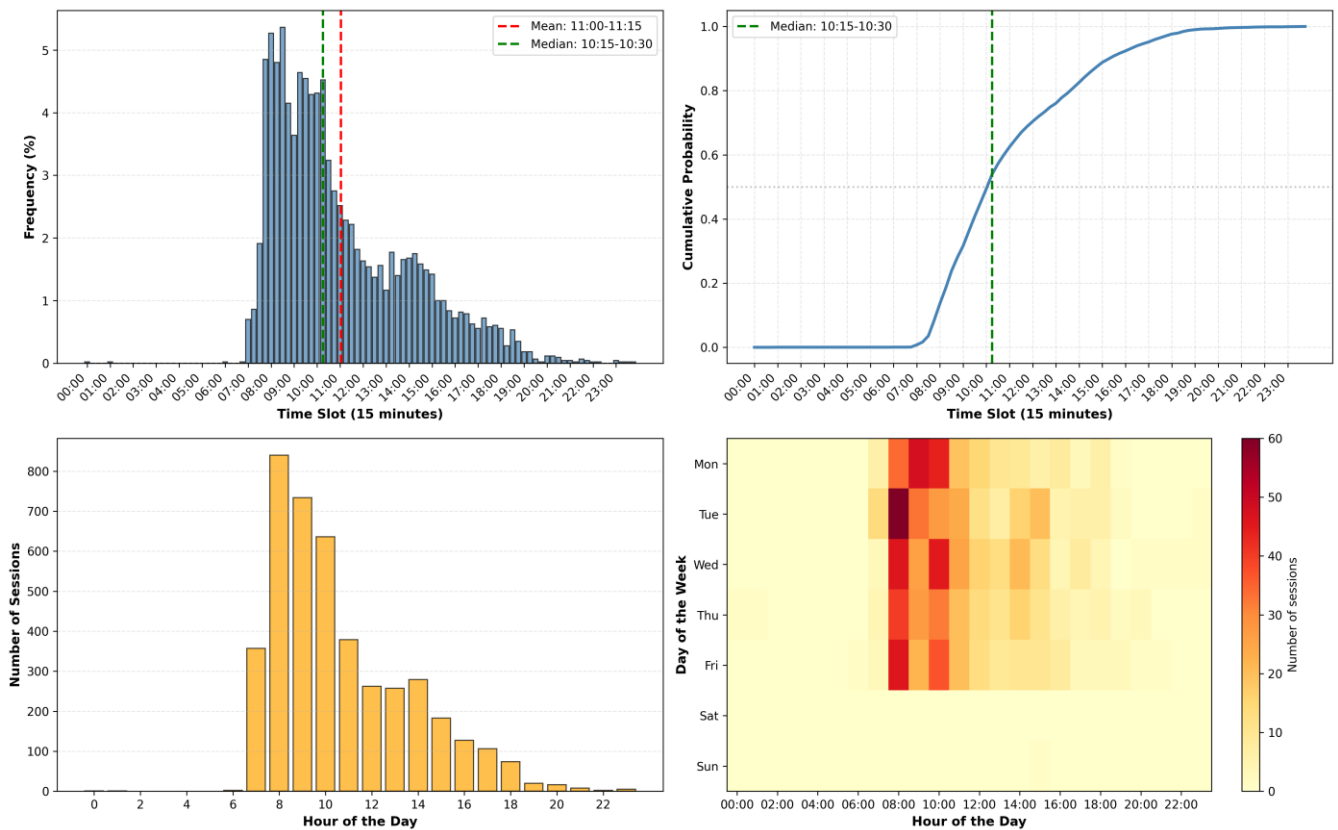 Mean: 11:00-11:15
Median: 10:15-10:30
Frequency (%)
5
4
3
2
1
0
00:00 01:00 02:00 03:00 04:00 05:00 06:00 07:00 08:00 09:00 10:00 11:00 12:00 13:00 14:00 15:00 16:00 17:00 18:00 19:00 20:00 21:00 22:00 23:00
Time Slot (15 minutes)
Median: 10:15-10:30
Cumulative Probability
1.0
0.8
0.6
0.4
0.2
0.0
00:00 01:00 02:00 03:00 04:00 05:00 06:00 07:00 08:00 09:00 10:00 11:00 12:00 13:00 14:00 15:00 16:00 17:00 18:00 19:00 20:00 21:00 22:00 23:00
Time Slot (15 minutes)
Number of Sessions
800
700
600
500
400
300
200
100
0
0 2 4 6 8 10 12 14 16 18 20 22
Hour of the Day
Day of the Week
Mon
Tue
Wed
Thu
Fri
Sat
Sun
00:00 02:00 04:00 06:00 08:00 10:00 12:00 14:00 16:00 18:00 20:00 22:00
Hour of the Day
60
50
40
30
20
10
0
Number of sessions